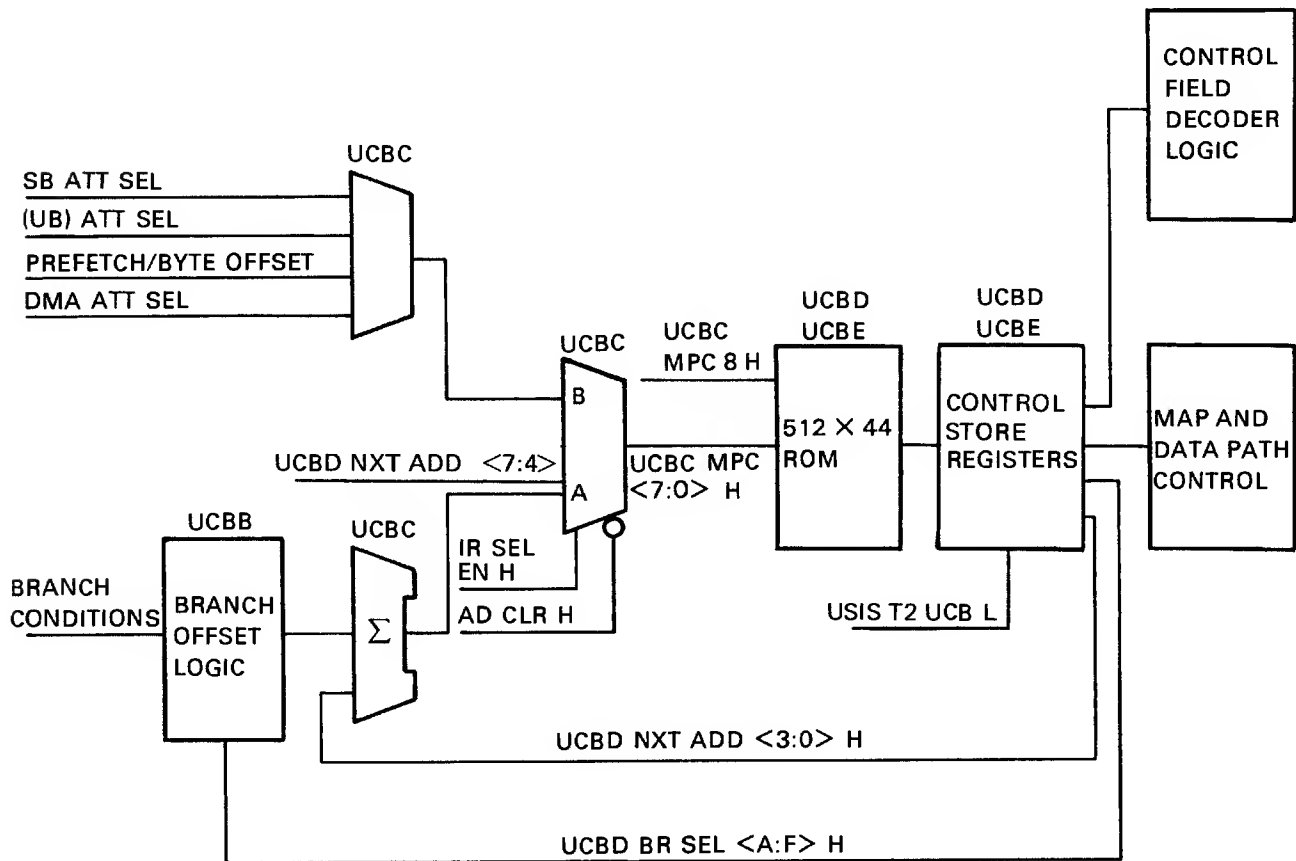 CONTROL
FIELD
DECODER
LOGIC
UCBC
SB ATT SEL
(UB) ATT SEL
PREFETCH/BYTE OFFSET
DMA ATT SEL
UCBC
B
A
UCBD NXT ADD <7:4>
IR SEL
EN H
AD CLR H
UCBC MPC
<7:0> H
UCBC
MPC 8 H
UCBD
UCBE
512 × 44
ROM
UCBD
UCBE
CONTROL
STORE
REGISTERS
MAP AND
DATA PATH
CONTROL
USIS T2 UCB L
UCBB
BRANCH
CONDITIONS
BRANCH
OFFSET
LOGIC
UCBC
Σ
UCBD NXT ADD <3:0> H
UCBD BR SEL <A:F> H